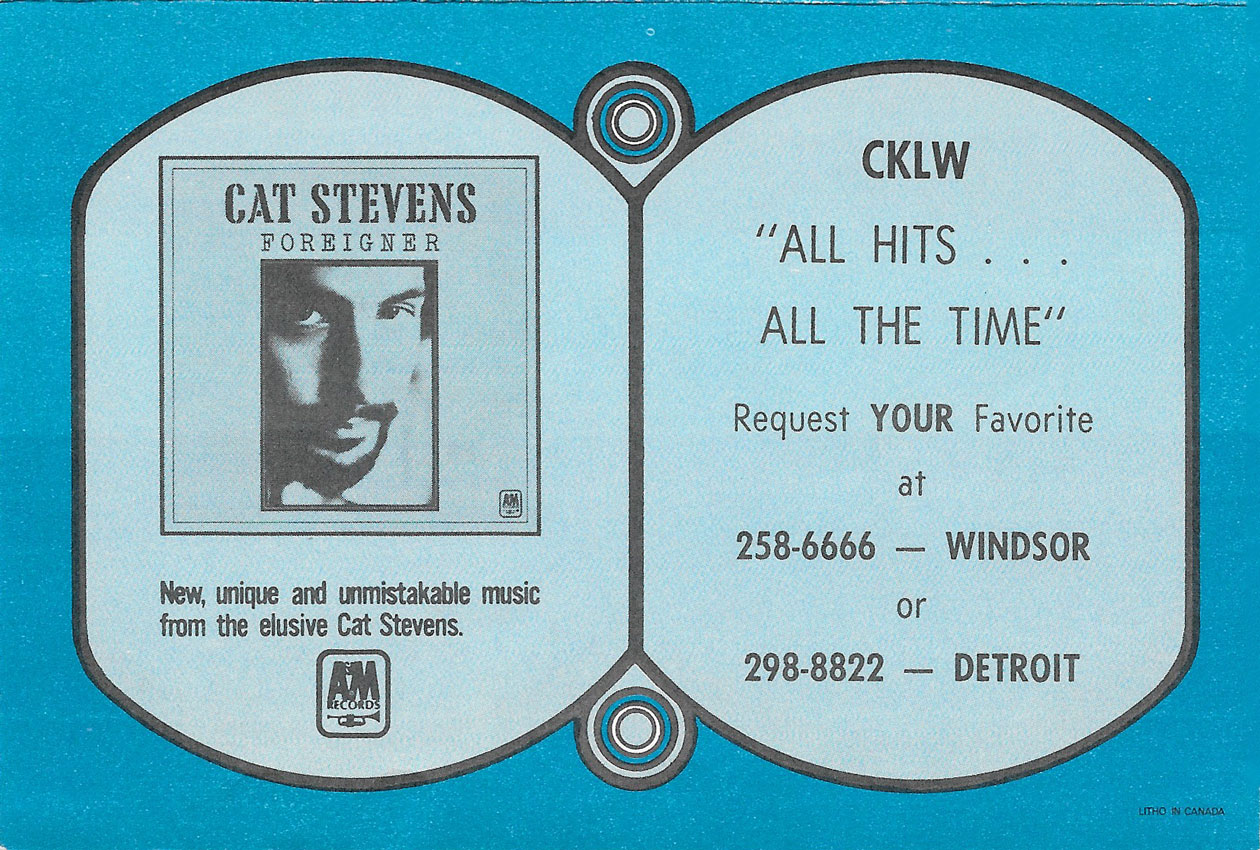 CAT STEVENS
FOREIGNER
A&M
New, unique and unmistakable music
from the elusive Cat Stevens.
A&M
RECORDS
CKLW
“ALL HITS . . .
ALL THE TIME“
Request YOUR Favorite
at
258-6666 — WINDSOR
or
298-8822 — DETROIT
LITHO IN CANADA